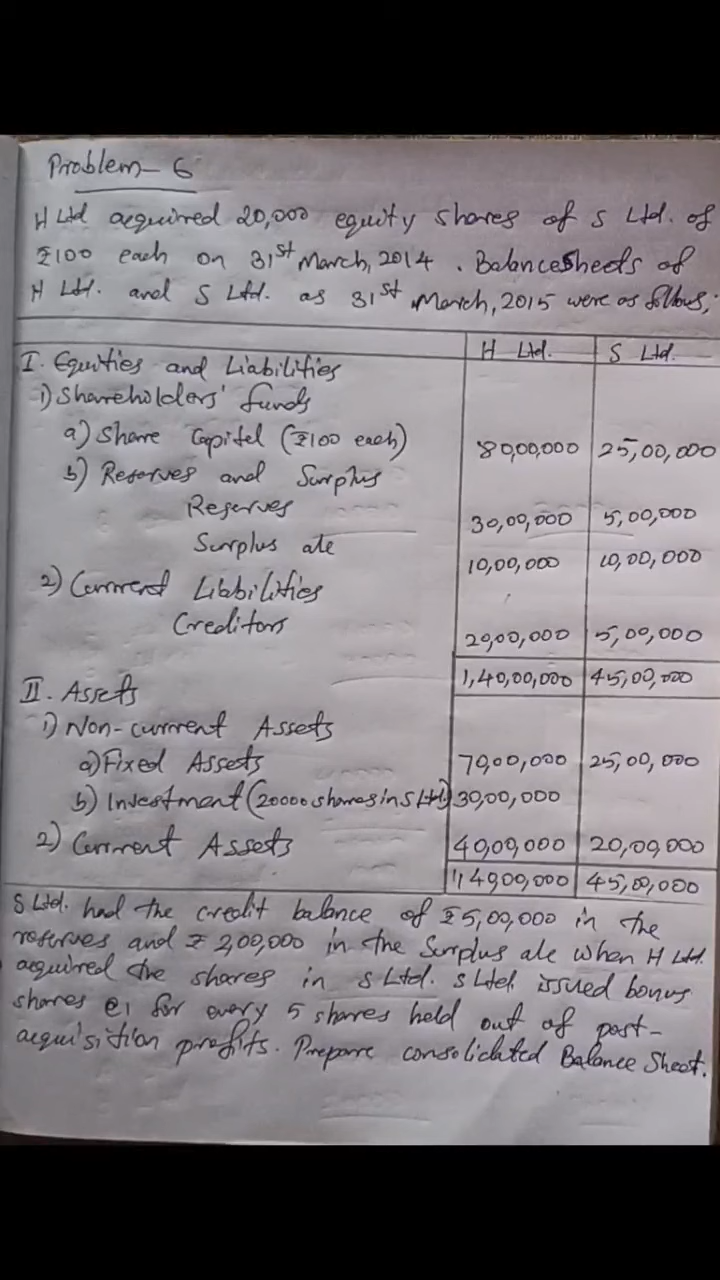 Problem - 6
H Ltd acquired 20,000 equity shares of S Ltd. of
₹100 each on 31st March, 2014. Balancesheets of
H Ltd. and S Ltd. as 31st March, 2015 were as follows;
H Ltd. S Ltd.
I. Equities and Liabilities
1) Shareholders' funds
a) Share Capital (₹100 each) 80,00,000 25,00,000
b) Reserves and Surplus
Reserves 30,00,000 5,00,000
Surplus a/c 10,00,000 10,00,000
2) Current Liabilities
Creditors 20,00,000 5,00,000
1,40,00,000 45,00,000
II. Assets
1) Non-current Assets
a) Fixed Assets 70,00,000 25,00,000
b) Investment (20000 shares in S Ltd.) 30,00,000
2) Current Assets 40,00,000 20,00,000
1,14900,000 45,00,000
S Ltd. had the credit balance of ₹5,00,000 in the
reserves and ₹ 2,00,000 in the Surplus a/c when H Ltd.
acquired the shares in S Ltd. S Ltd. issued bonus
shares @1 for every 5 shares held out of post-
acquisition profits. Prepare consolidated Balance Sheet.